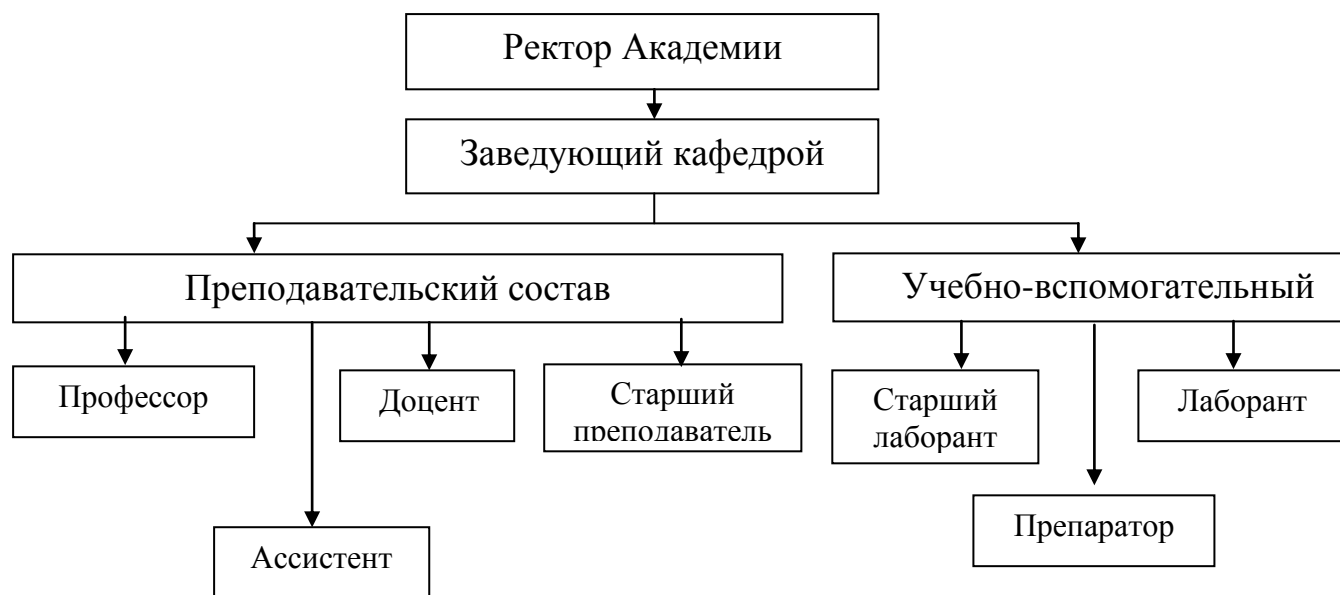 Ректор Академии
Заведующий кафедрой
Преподавательский состав
Учебно-вспомогательный
Профессор
Доцент
Старший
преподаватель
Старший
лаборант
Лаборант
Ассистент
Препаратор